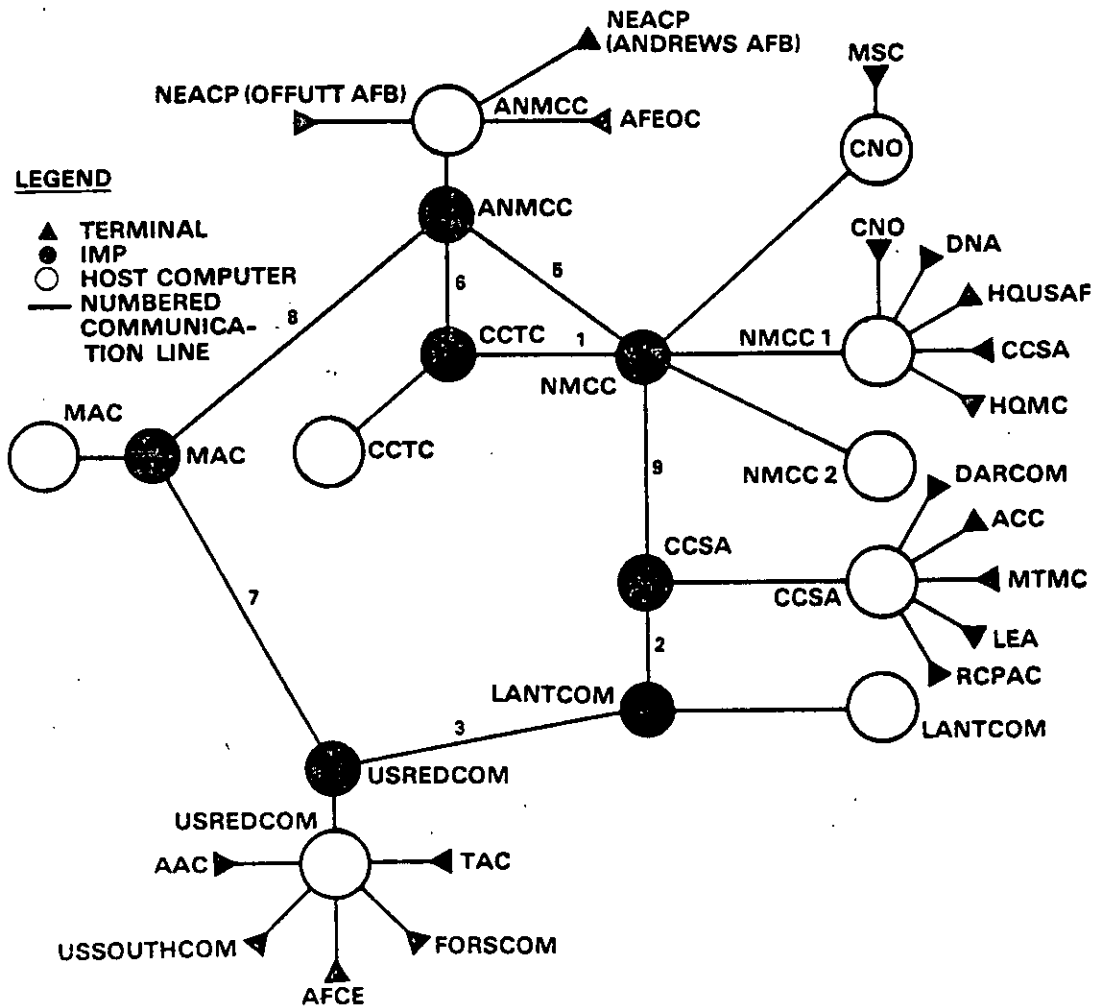 NEACP
(ANDREWS AFB)
MSC
NEACP (OFFUTT AFB)
ANMCC
AFEOC
CNO
LEGEND
TERMINAL
IMP
HOST COMPUTER
NUMBERED
COMMUNICA-
TION LINE
ANMCC
CNO
DNA
8
6
5
HQUSAF
CCTC
1
NMCC 1
CCSA
NMCC
HQMC
MAC
MAC
CCTC
9
NMCC 2
DARCOM
ACC
CCSA
CCSA
MTMC
7
LEA
2
RCPAC
LANTCOM
LANTCOM
3
USREDCOM
USREDCOM
AAC
TAC
USSOUTHCOM
FORSCOM
AFCE